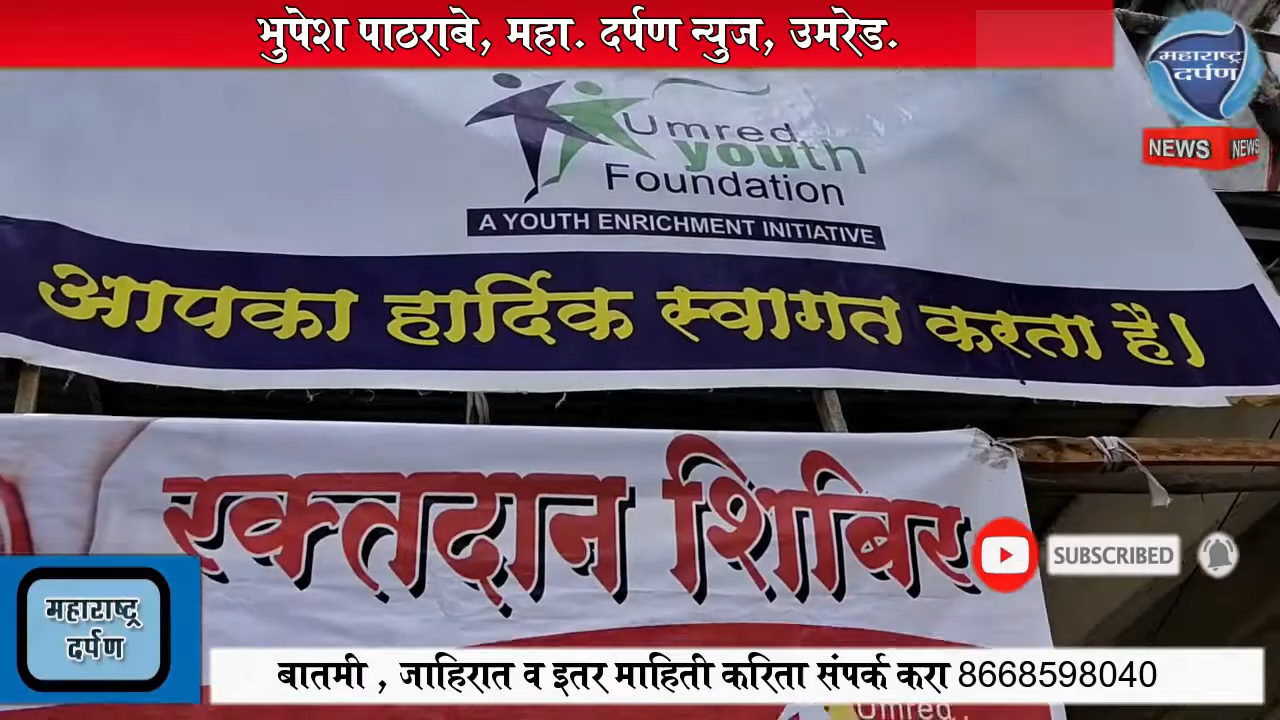 भुपेश पाठराबे, महा. दर्पण न्युज, उमरेड.
महाराष्ट्र
दर्पण
NEWS NEWS
Umred
youth
Foundation
A YOUTH ENRICHMENT INITIATIVE
आपका हार्दिक स्वागत करता है।
रक्तदान शिबिर
SUBSCRIBED
महाराष्ट्र
दर्पण
बातमी , जाहिरात व इतर माहिती करिता संपर्क करा 8668598040
Umred